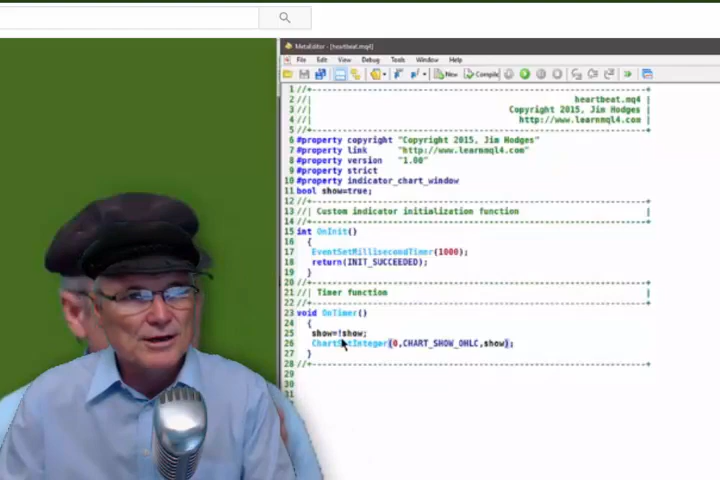 MetaEditor - [heartbeat.mq4]
File Edit View Debug Tools Window Help
New Compile
1 //+------------------------------------------------------------------+
2 //| heartbeat.mq4 |
3 //| Copyright 2015, Jim Hodges |
4 //| http://www.learnmql4.com |
5 //+------------------------------------------------------------------+
6 #property copyright "Copyright 2015, Jim Hodges"
7 #property link "http://www.learnmql4.com"
8 #property version "1.00"
9 #property strict
10 #property indicator_chart_window
11 bool show=true;
12 //+------------------------------------------------------------------+
13 //| Custom indicator initialization function |
14 //+------------------------------------------------------------------+
15 int OnInit()
16 {
17 EventSetMillisecondTimer(1000);
18 return(INIT_SUCCEEDED);
19 }
20 //+------------------------------------------------------------------+
21 //| Timer function |
22 //+------------------------------------------------------------------+
23 void OnTimer()
24 {
25 show=!show;
26 ChartSetInteger(0,CHART_SHOW_OHLC,show);
27 }
28 //+------------------------------------------------------------------+
29
30
31